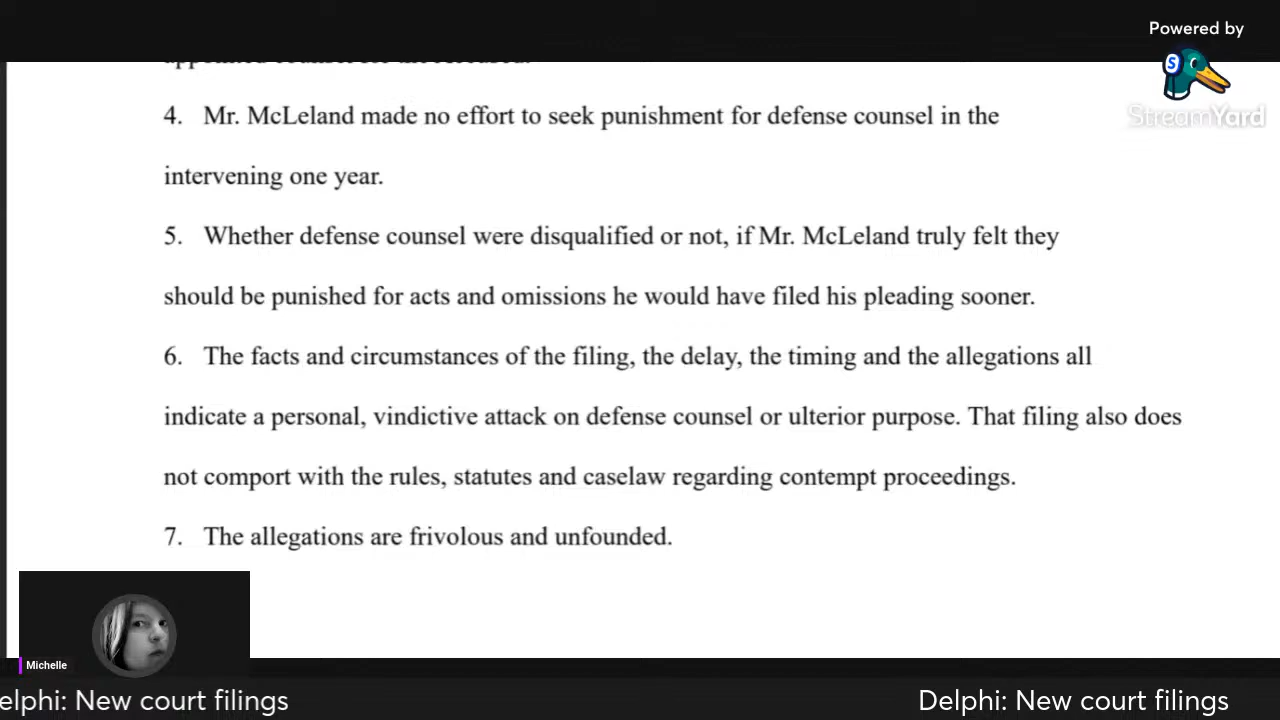 Powered by
StreamYard
4. Mr. McLeland made no effort to seek punishment for defense counsel in the
intervening one year.
5. Whether defense counsel were disqualified or not, if Mr. McLeland truly felt they
should be punished for acts and omissions he would have filed his pleading sooner.
6. The facts and circumstances of the filing, the delay, the timing and the allegations all
indicate a personal, vindictive attack on defense counsel or ulterior purpose. That filing also does
not comport with the rules, statutes and caselaw regarding contempt proceedings.
7. The allegations are frivolous and unfounded.
Michelle
elphi: New court filings
Delphi: New court filings